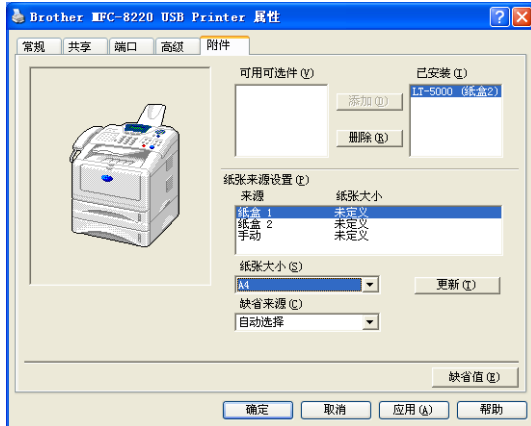 Brother MFC-8220 USB Printer 属性
常规 共享 端口 高级 附件
可用可选件(V) 已安装(I)
添加(D) LT-5000 (纸盒2)
删除(R)
纸张来源设置(P)
来源 纸张大小
纸盒 1 未定义
纸盒 2 未定义
手动 未定义
纸张大小(S)
A4 更新(T)
缺省来源(C)
自动选择
缺省值(E)
确定 取消 应用(A) 帮助